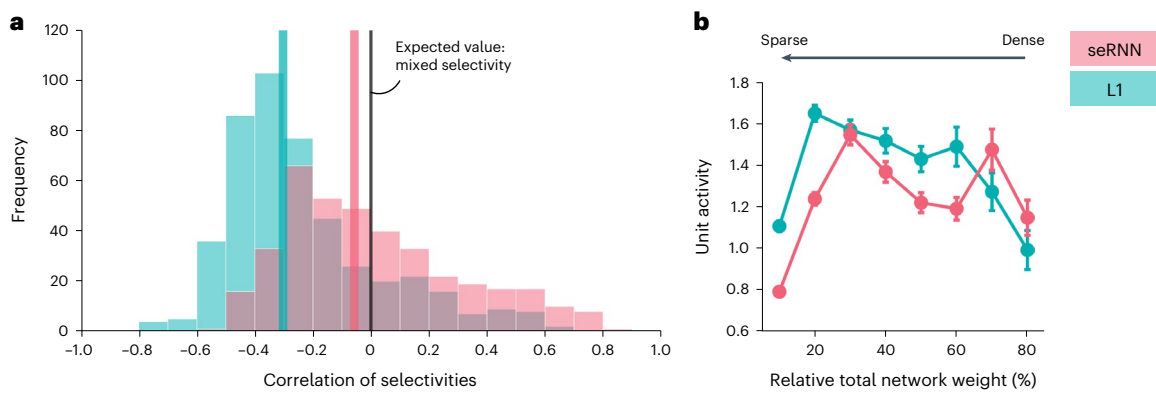 a
120
100
80
60
40
20
0
Frequency
Expected value:
mixed selectivity
−1.0 −0.8 −0.6 −0.4 −0.2 0 0.2 0.4 0.6 0.8 1.0
Correlation of selectivities
b
Sparse Dense
1.8
1.6
1.4
1.2
1.0
0.8
0.6
Unit activity
20 40 60 80
Relative total network weight (%)
seRNN
L1